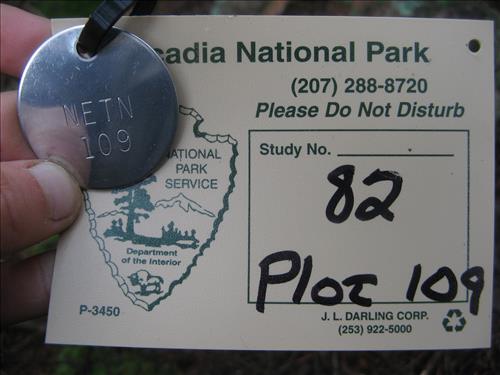 NETN
109
cadia National Park
(207) 288-8720
Please Do Not Disturb
Study No.
82
Plot 109
NATIONAL
PARK
SERVICE
Department
of the Interior
P-3450
J. L. DARLING CORP.
(253) 922-5000